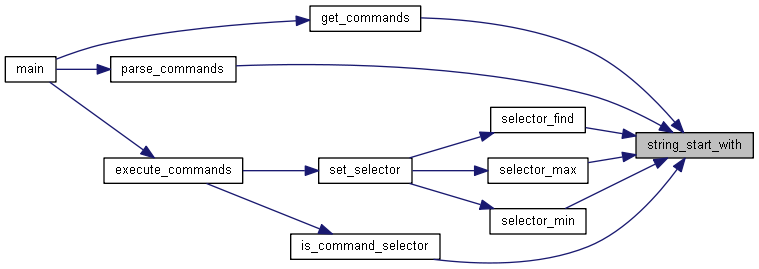 get_commands
main
parse_commands
selector_find
string_start_with
execute_commands
set_selector
selector_max
selector_min
is_command_selector